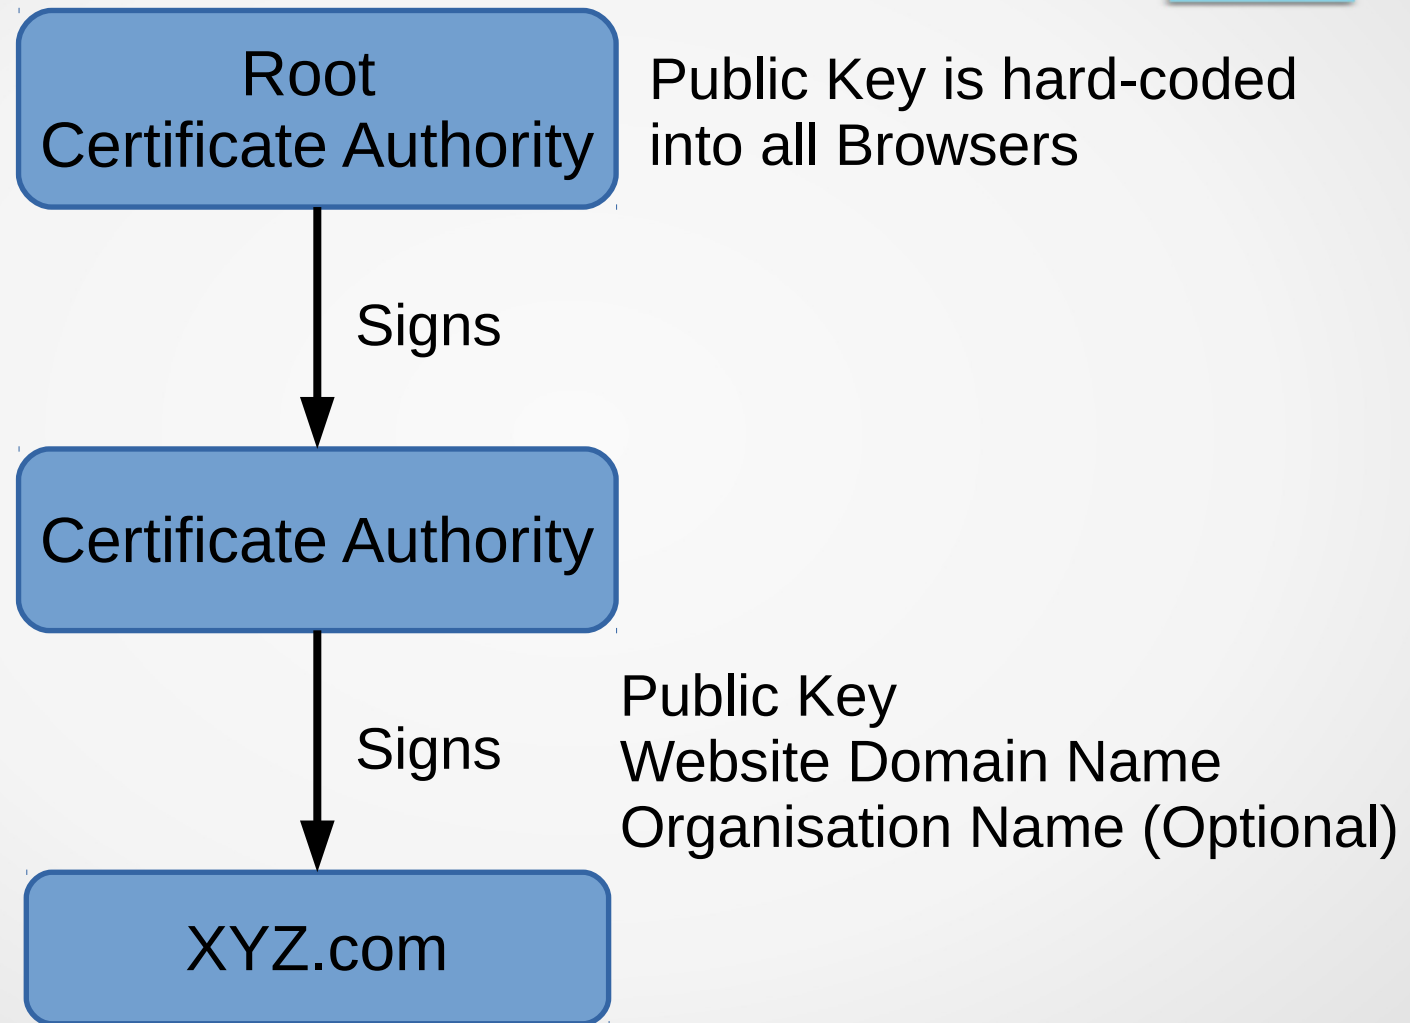 Root
Certificate Authority
Public Key is hard-coded
into all Browsers
Signs
Certificate Authority
Signs
Public Key
Website Domain Name
Organisation Name (Optional)
XYZ.com